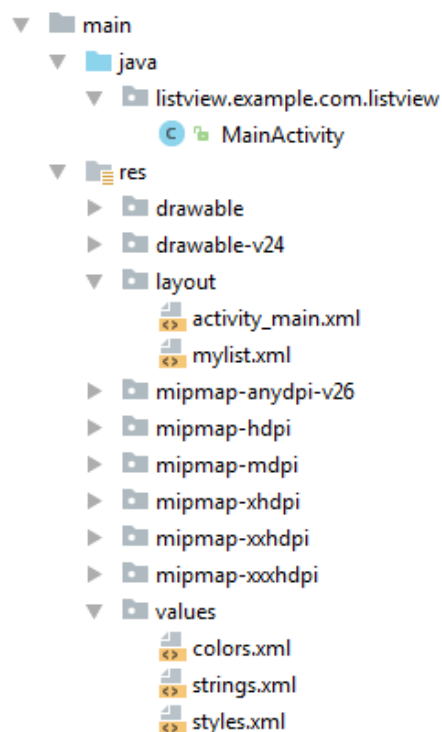 main
java
listview.example.com.listview
C MainActivity
res
drawable
drawable-v24
layout
activity_main.xml
mylist.xml
mipmap-anydpi-v26
mipmap-hdpi
mipmap-mdpi
mipmap-xhdpi
mipmap-xxhdpi
mipmap-xxxhdpi
values
colors.xml
strings.xml
styles.xml